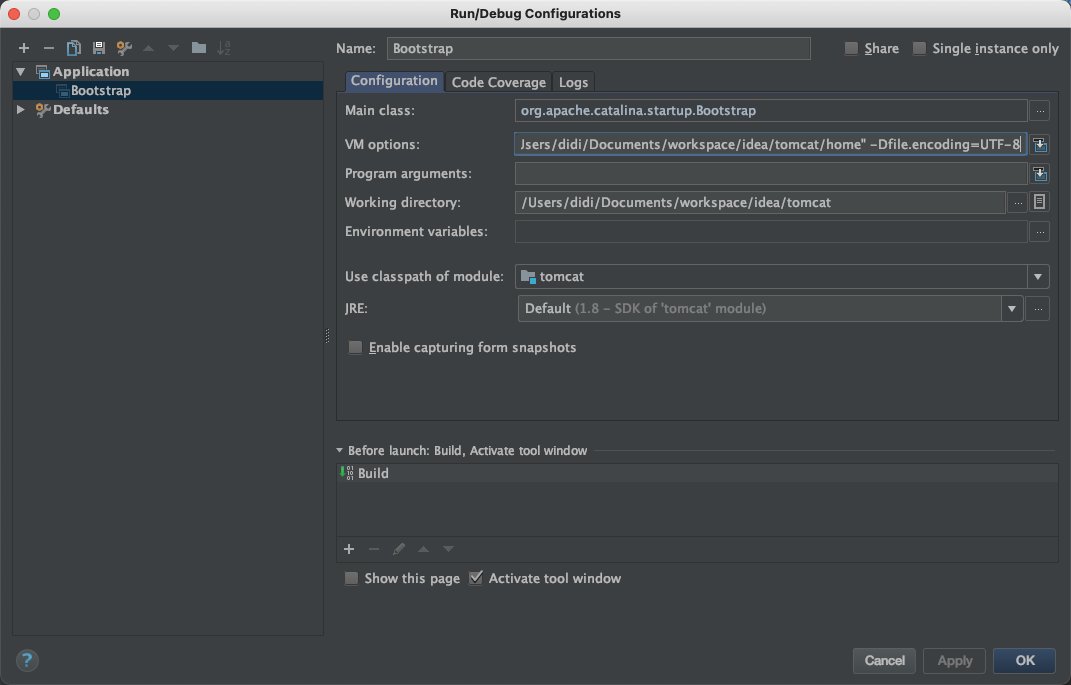 Run/Debug Configurations
Name: Bootstrap Share Single instance only
Application
Bootstrap
Defaults
Configuration Code Coverage Logs
Main class: org.apache.catalina.startup.Bootstrap ...
VM options: Jsers/didi/Documents/workspace/idea/tomcat/home" -Dfile.encoding=UTF-8
Program arguments:
Working directory: /Users/didi/Documents/workspace/idea/tomcat ...
Environment variables: ...
Use classpath of module: tomcat
JRE: Default (1.8 - SDK of 'tomcat' module) ...
Enable capturing form snapshots
Before launch: Build, Activate tool window
Build
Show this page Activate tool window
? Cancel Apply OK